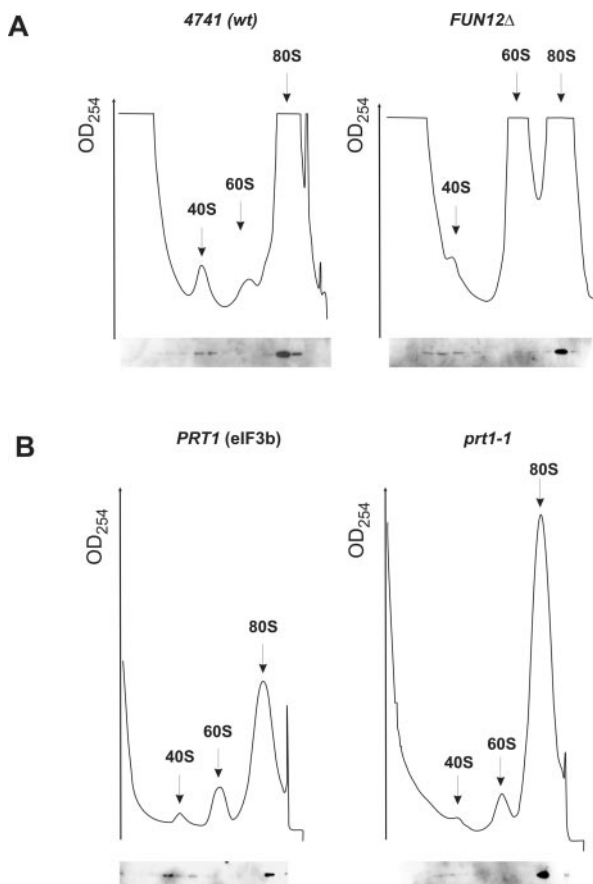 A
4741 (wt)
FUN12Δ
80S
60S
80S
OD254
40S
60S
OD254
40S
B
PRT1 (eIF3b)
prt1-1
80S
OD254
80S
OD254
60S
40S
60S
40S